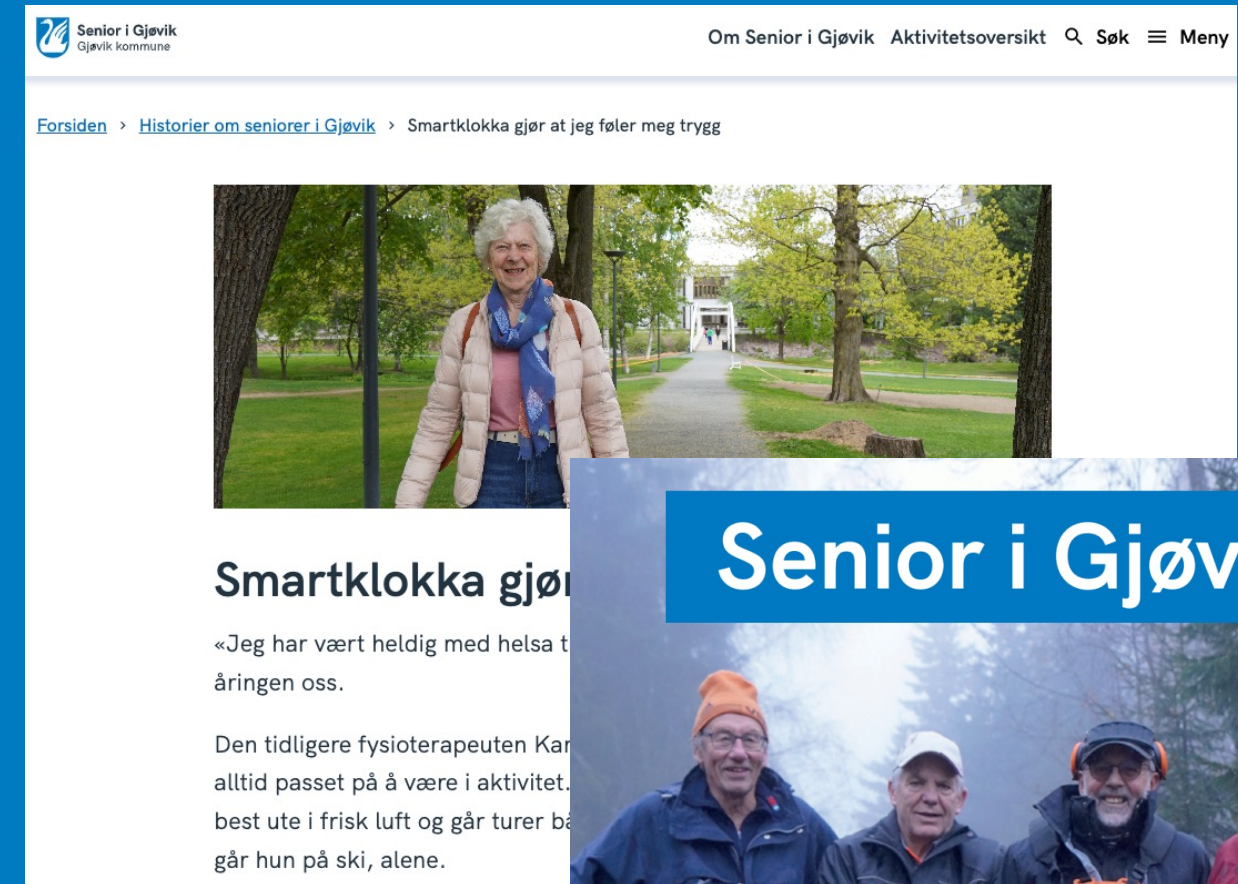 Senior i Gjøvik
Gjøvik kommune
Om Senior i Gjøvik Aktivitetsoversikt Søk Meny
Forsiden > Historier om seniorer i Gjøvik > Smartklokka gjør at jeg føler meg trygg
Smartklokka gjør
«Jeg har vært heldig med helsa t
åringen oss.
Den tidligere fysioterapeuten Kar
alltid passet på å være i aktivitet.
best ute i frisk luft og går turer bå
går hun på ski, alene.
Senior i Gjøv